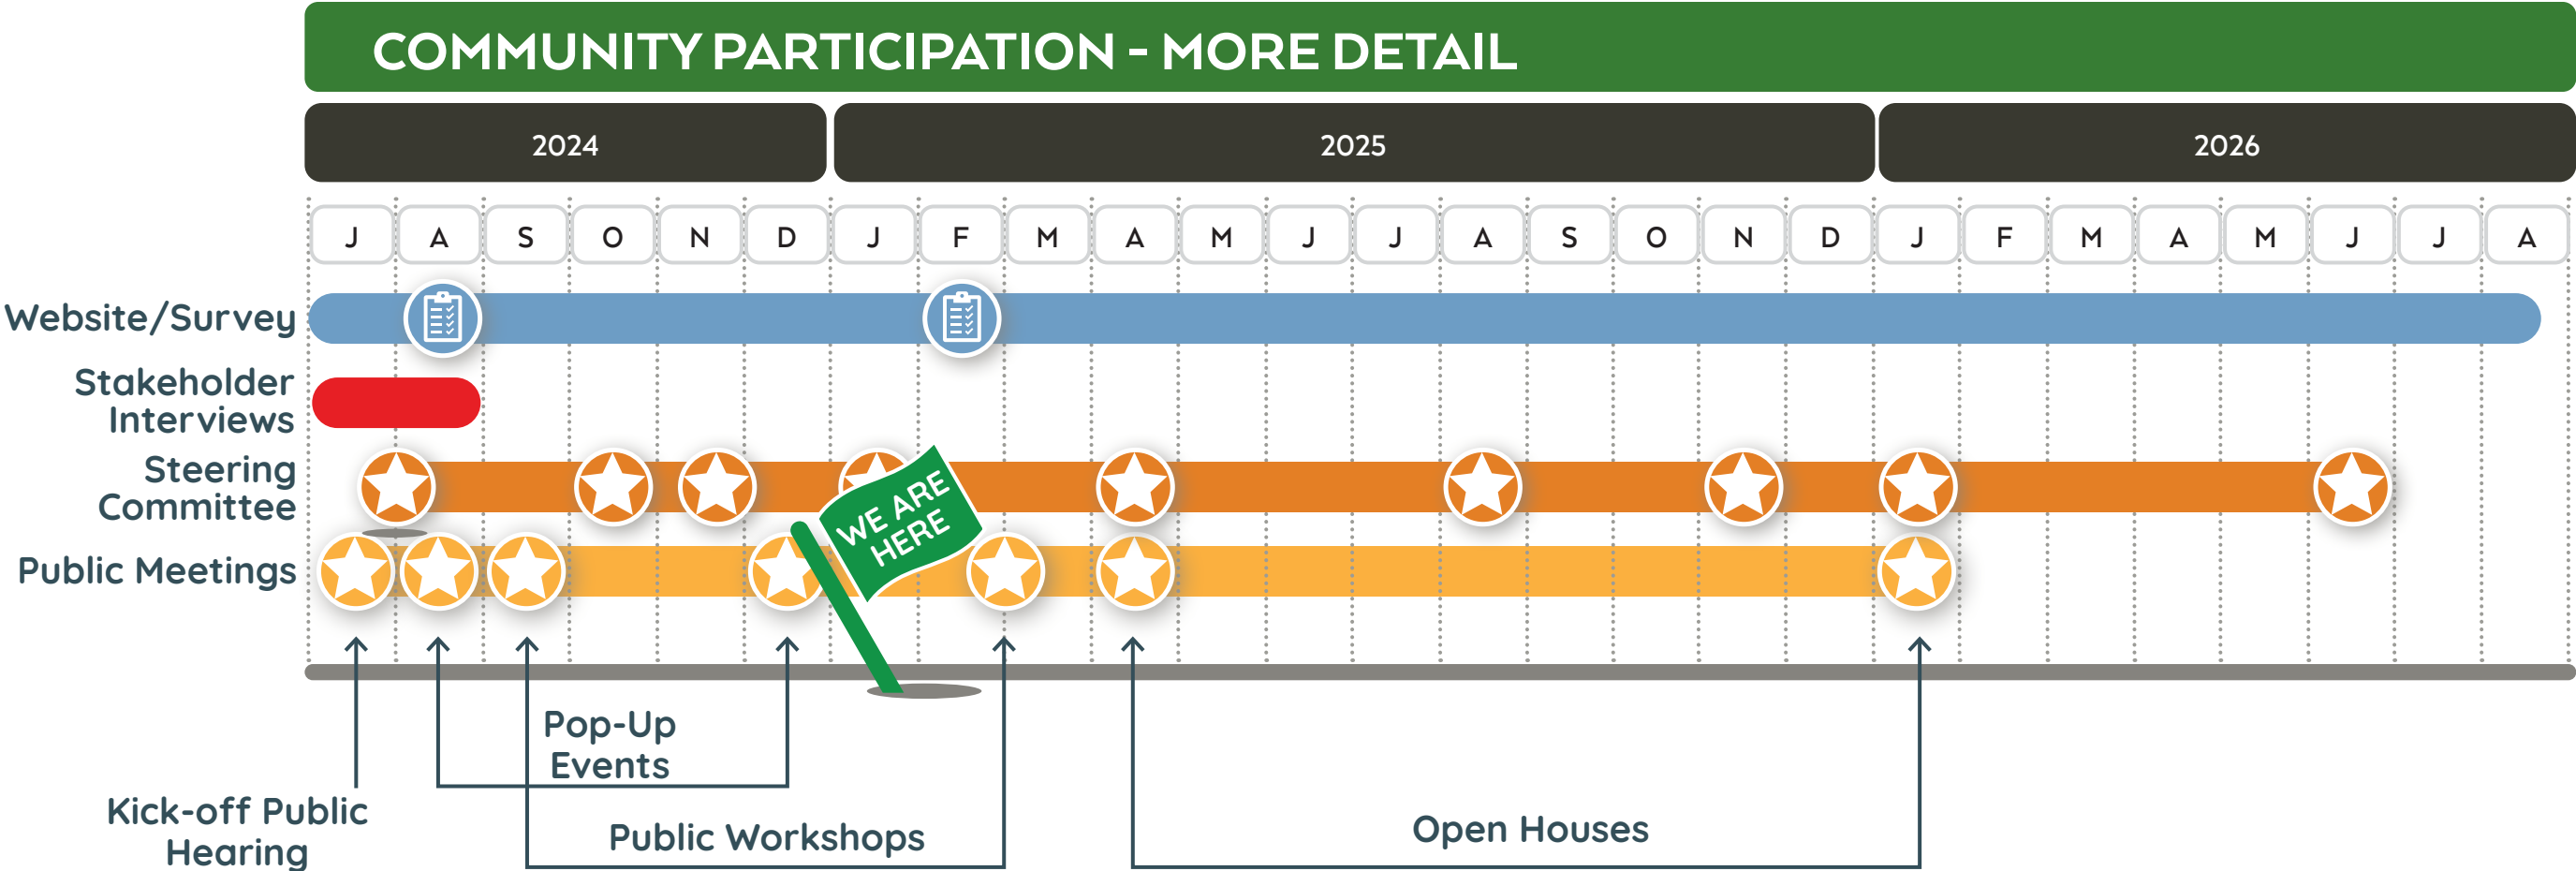 COMMUNITY PARTICIPATION - MORE DETAIL
2024 2025 2026
J A S O N D J F M A M J J A S O N D J F M A M J J A
Website/Survey
Stakeholder
Interviews
Steering
Committee
WE ARE
HERE
Public Meetings
Pop-Up
Events
Kick-off Public
Hearing
Public Workshops
Open Houses